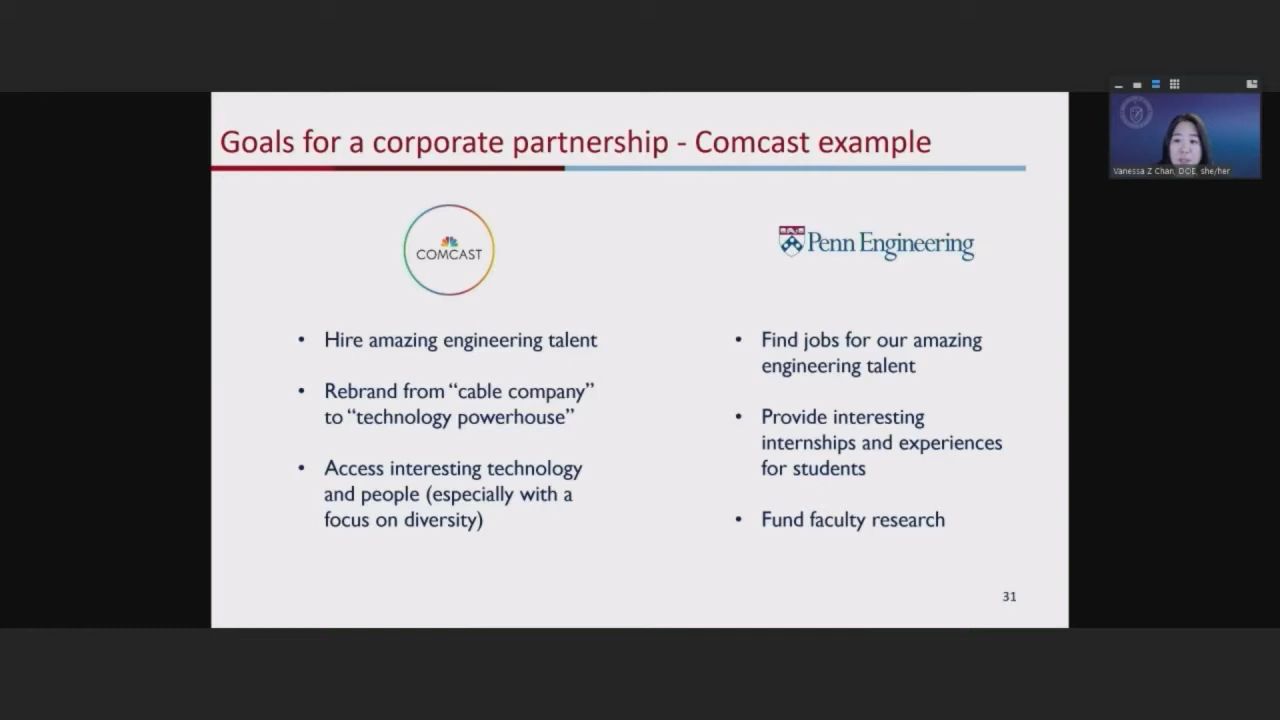 Goals for a corporate partnership - Comcast example
Vanessa Z Chan, DOE, she/her
COMCAST
Penn Engineering
• Hire amazing engineering talent
• Rebrand from “cable company”
to “technology powerhouse”
• Access interesting technology
and people (especially with a
focus on diversity)
• Find jobs for our amazing
engineering talent
• Provide interesting
internships and experiences
for students
• Fund faculty research
31